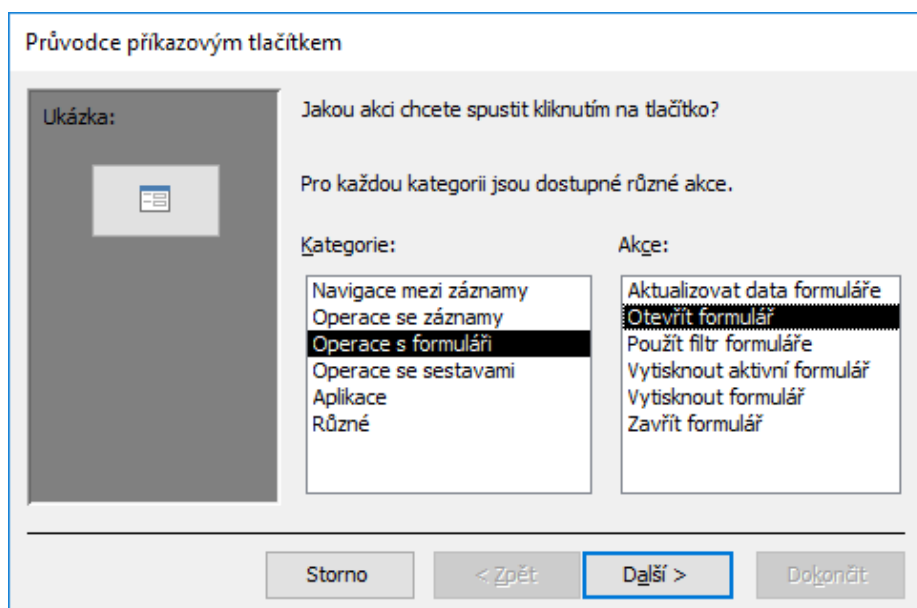 Průvodce příkazovým tlačítkem
Ukázka:
Jakou akci chcete spustit kliknutím na tlačítko?
Pro každou kategorii jsou dostupné různé akce.
Kategorie:
Navigace mezi záznamy
Operace se záznamy
Operace s formuláři
Operace se sestavami
Aplikace
Různé
Akce:
Aktualizovat data formuláře
Otevřít formulář
Použít filtr formuláře
Vytisknout aktivní formulář
Vytisknout formulář
Zavřít formulář
Storno
< Zpět
Další >
Dokončit